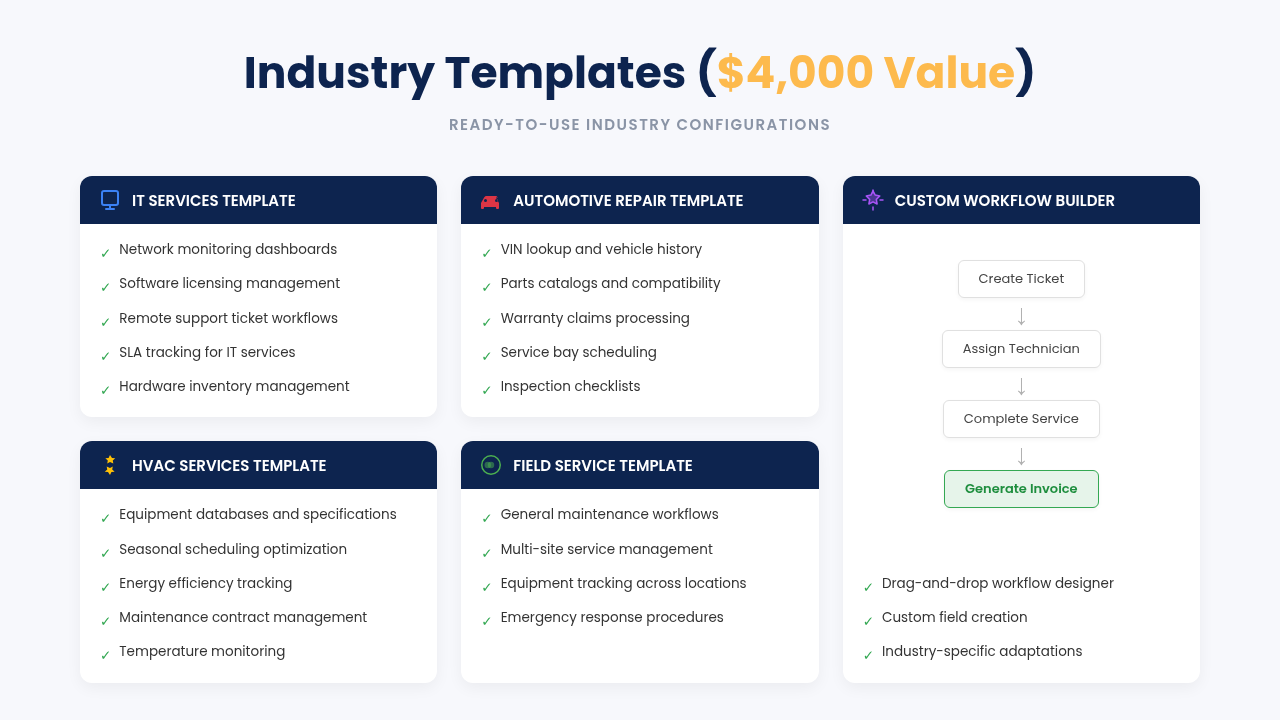 Industry Templates ($4,000 Value)
READY-TO-USE INDUSTRY CONFIGURATIONS
IT SERVICES TEMPLATE
✓ Network monitoring dashboards
✓ Software licensing management
✓ Remote support ticket workflows
✓ SLA tracking for IT services
✓ Hardware inventory management
AUTOMOTIVE REPAIR TEMPLATE
✓ VIN lookup and vehicle history
✓ Parts catalogs and compatibility
✓ Warranty claims processing
✓ Service bay scheduling
✓ Inspection checklists
CUSTOM WORKFLOW BUILDER
Create Ticket
↓
Assign Technician
↓
Complete Service
↓
Generate Invoice
✓ Drag-and-drop workflow designer
✓ Custom field creation
✓ Industry-specific adaptations
HVAC SERVICES TEMPLATE
✓ Equipment databases and specifications
✓ Seasonal scheduling optimization
✓ Energy efficiency tracking
✓ Maintenance contract management
✓ Temperature monitoring
FIELD SERVICE TEMPLATE
✓ General maintenance workflows
✓ Multi-site service management
✓ Equipment tracking across locations
✓ Emergency response procedures